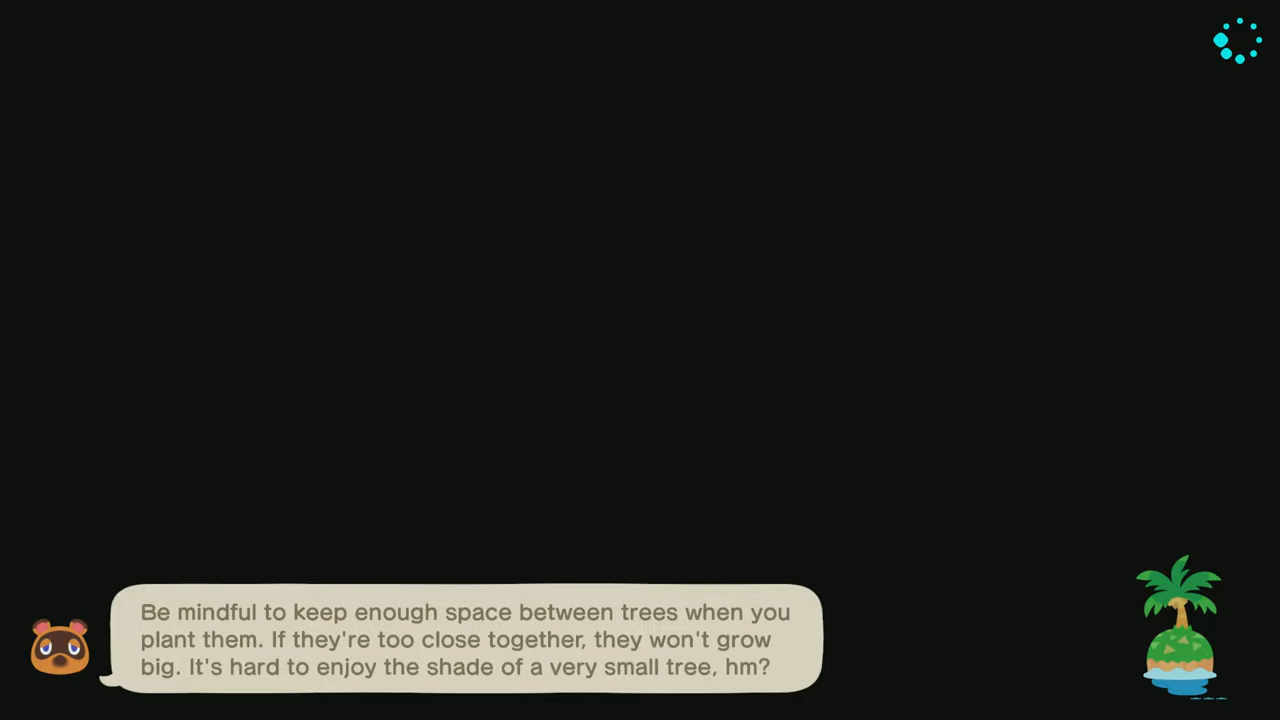 Be mindful to keep enough space between trees when you
plant them. If they're too close together, they won't grow
big. It's hard to enjoy the shade of a very small tree, hm?